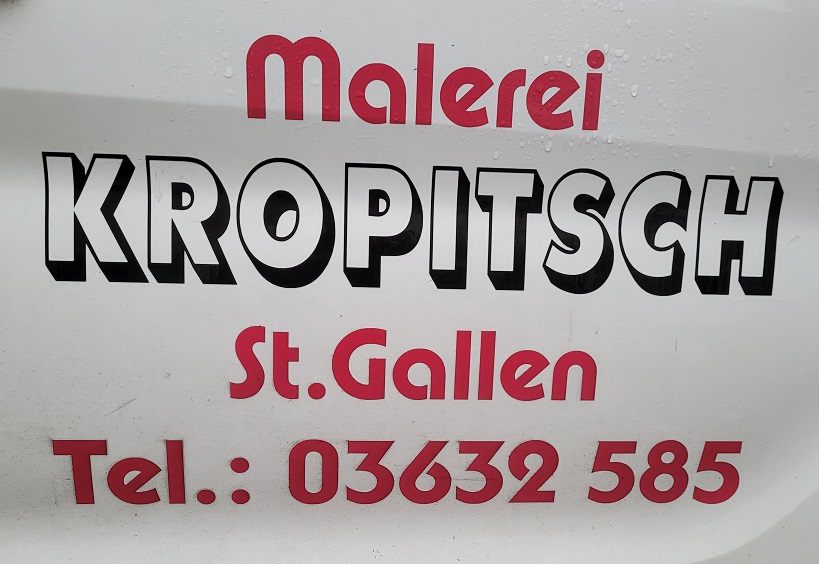 Malerei
KROPITSCH
St.Gallen
Tel.: 03632 585